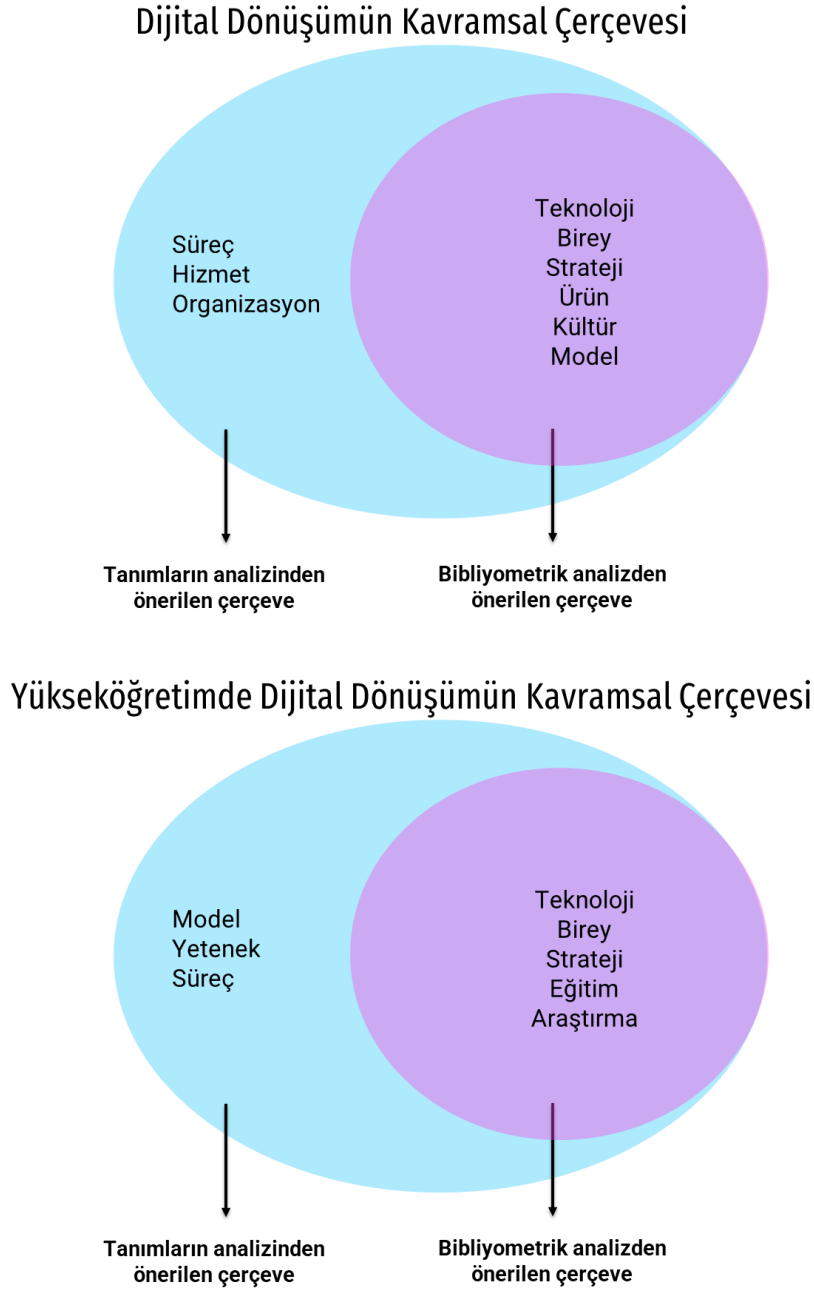 Dijital Dönüşümün Kavramsal Çerçevesi
Süreç
Hizmet
Organizasyon
Teknoloji
Birey
Strateji
Ürün
Kültür
Model
Tanımların analizinden
önerilen çerçeve
Bibliyometrik analizden
önerilen çerçeve
Yükseköğretimde Dijital Dönüşümün Kavramsal Çerçevesi
Model
Yetenek
Süreç
Teknoloji
Birey
Strateji
Eğitim
Araştırma
Tanımların analizinden
önerilen çerçeve
Bibliyometrik analizden
önerilen çerçeve